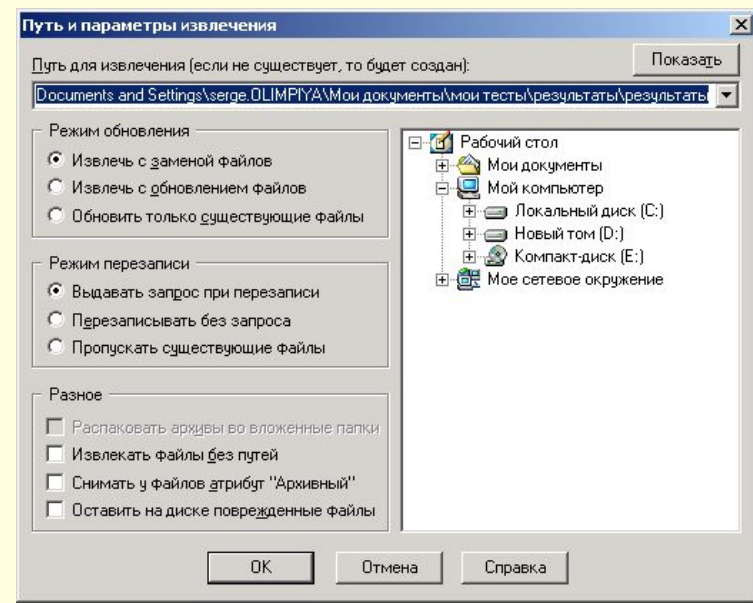 Путь и параметры извлечения
Путь для извлечения (если не существует, то будет создан):
Показать
Documents and Settings\serge.OLIMPIYA\Мои документы\мои тесты\результаты\результаты
Режим обновления
Извлечь с заменой файлов
Извлечь с обновлением файлов
Обновить только существующие файлы
Режим перезаписи
Выдавать запрос при перезаписи
Перезаписывать без запроса
Пропускать существующие файлы
Разное
Распаковать архивы во вложенные папки
Извлекать файлы без путей
Снимать у файлов атрибут "Архивный"
Оставить на диске поврежденные файлы
Рабочий стол
Мои документы
Мой компьютер
Локальный диск (C:)
Новый том (D:)
Компакт-диск (E:)
Мое сетевое окружение
OK
Отмена
Справка